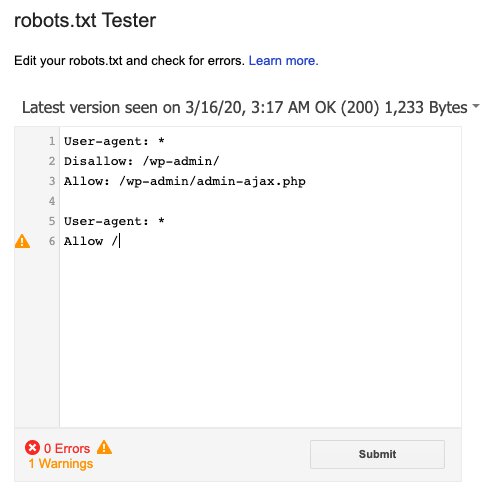 robots.txt Tester
Edit your robots.txt and check for errors. Learn more.
Latest version seen on 3/16/20, 3:17 AM OK (200) 1,233 Bytes
1 User-agent: *
2 Disallow: /wp-admin/
3 Allow: /wp-admin/admin-ajax.php
4
5 User-agent: *
6 Allow /
0 Errors
1 Warnings
Submit